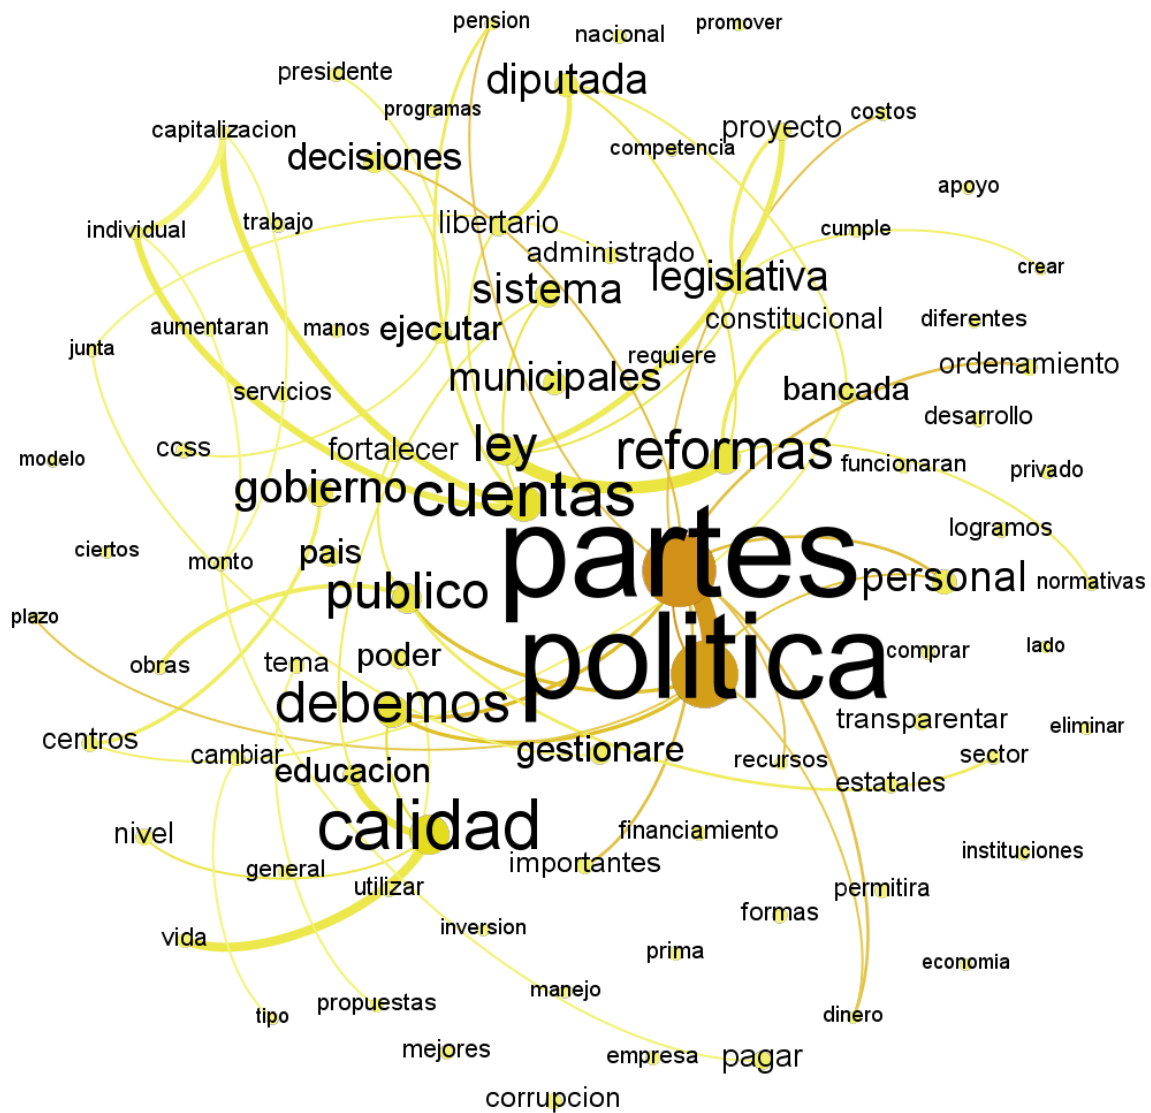 pension
promover
nacional
presidente
diputada
programas
costos
capitalizacion
proyecto
competencia
decisiones
apoyo
individual
trabajo
libertario
cumple
administrado
crear
legislativa
sistema
aumentaran
manos
ejecutar
constitucional
diferentes
junta
requiere
ordenamiento
municipales
servicios
bancada
desarrollo
ccss
fortalecer
ley
reformas
modelo
funcionaran
privado
gobierno
cuentas
logramos
ciertos
pais
partes
monto
publico
personal
normativas
plazo
obras
tema
poder
politica
comprar
lado
debemos
transparentar
eliminar
centros
cambiar
gestionare
recursos
sector
educacion
estatales
nivel
calidad
financiamiento
general
importantes
instituciones
utilizar
permitira
vida
inversion
formas
prima
economia
manejo
tipo
propuestas
dinero
mejores
empresa
pagar
corrupcion